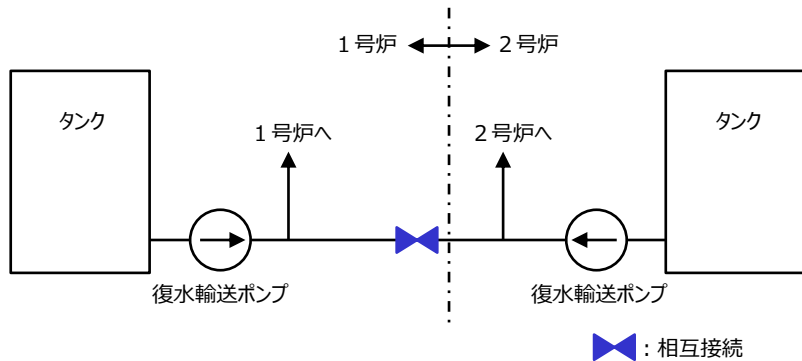 1号炉 2号炉
タンク
タンク
1号炉へ
2号炉へ
復水輸送ポンプ
復水輸送ポンプ
：相互接続